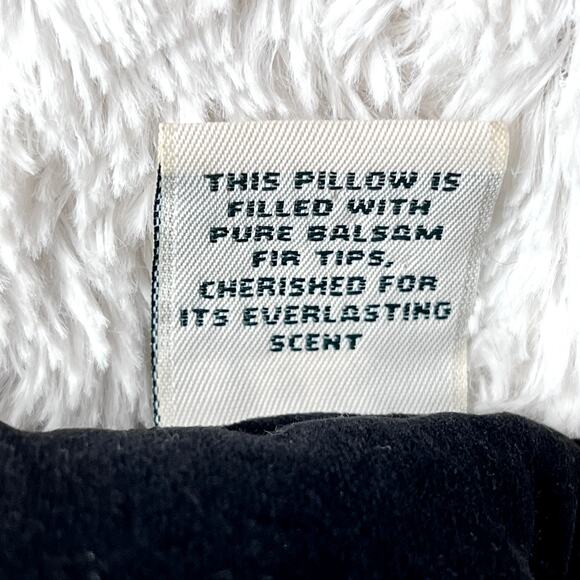 THIS PILLOW IS
FILLED WITH
PURE BALSAM
FIR TIPS,
CHERISHED FOR
ITS EVERLASTING
SCENT